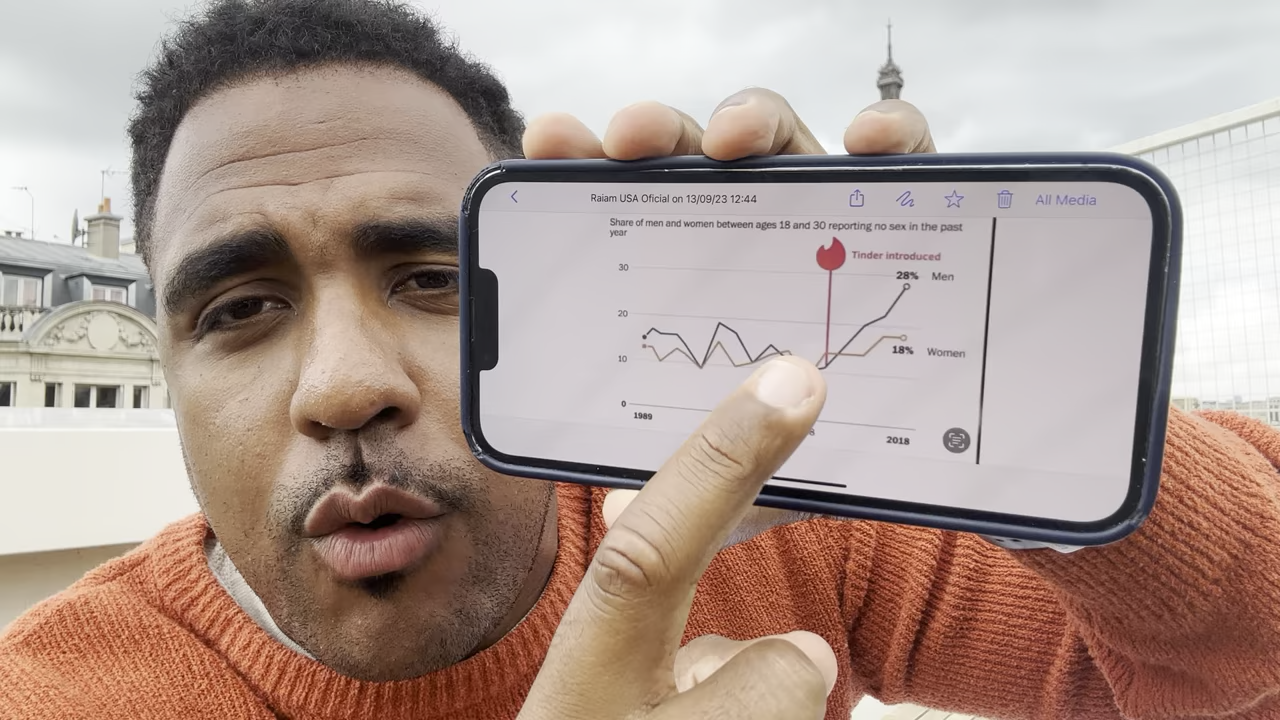 Raiam USA Oficial on 13/09/23 12:44
All Media
Share of men and women between ages 18 and 30 reporting no sex in the past
year
Tinder introduced
30
28% Men
20
18% Women
10
0
1989
8
2018